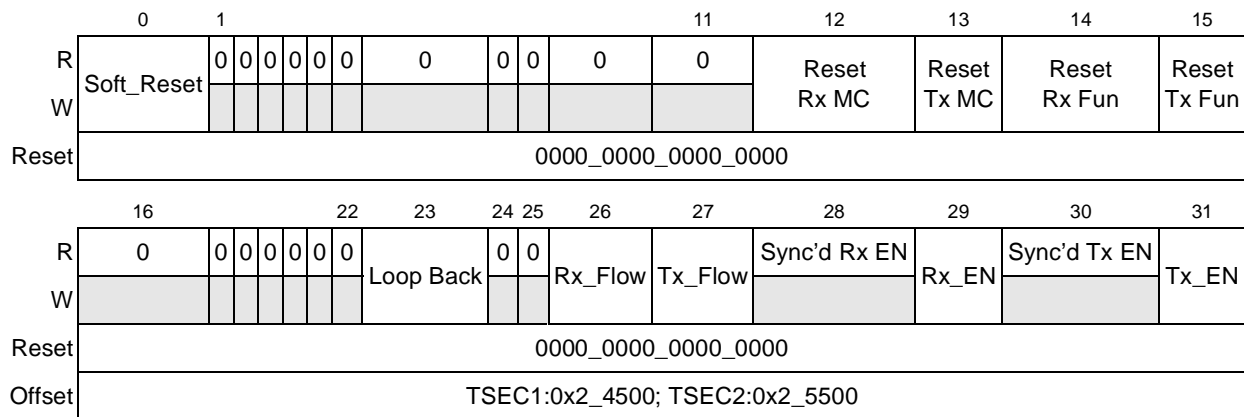 0 1 11 12 13 14 15
R Soft_Reset 0 0 0 0 0 0 0 0 0 0 0 Reset Rx MC Reset Tx MC Reset Rx Fun Reset Tx Fun
W
Reset 0000_0000_0000_0000
16 22 23 24 25 26 27 28 29 30 31
R 0 0 0 0 0 0 0 Loop Back 0 0 Rx_Flow Tx_Flow Sync'd Rx EN Rx_EN Sync'd Tx EN Tx_EN
W
Reset 0000_0000_0000_0000
Offset TSEC1:0x2_4500; TSEC2:0x2_5500